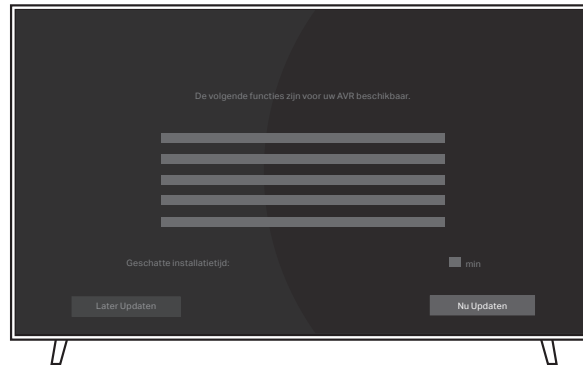 De volgende functies zijn voor uw AVR beschikbaar.
Geschatte installatietijd:
min
Later Updaten
Nu Updaten